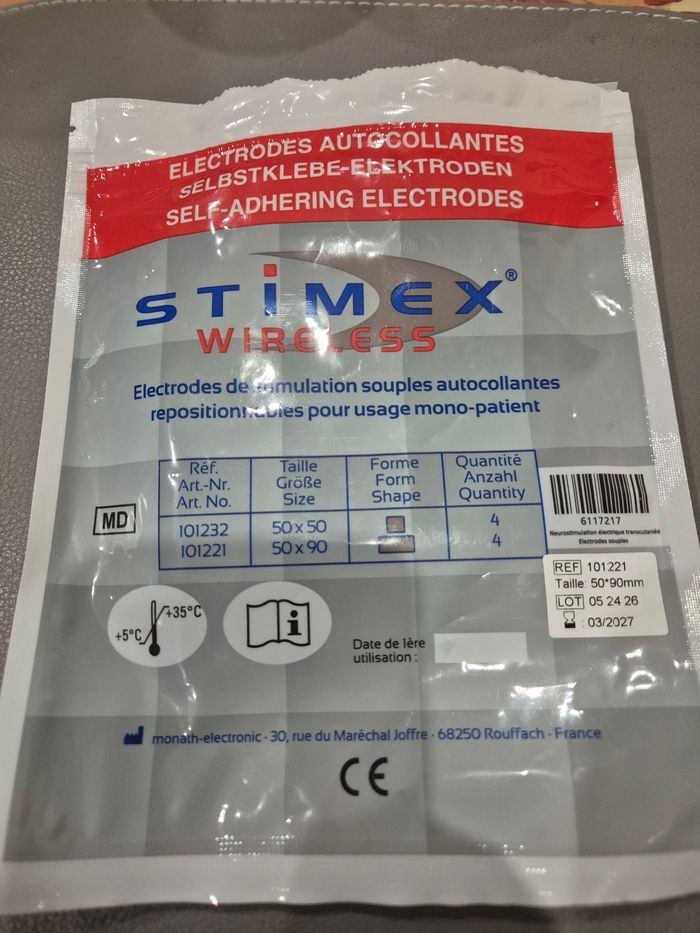 ELECTRODES AUTOCOLLANTES
SELBSTKLEBE-ELEKTRODEN
SELF-ADHERING ELECTRODES
STIMEX®
WIRELESS
Electrodes de stimulation souples autocollantes
repositionnables pour usage mono-patient
Réf. Taille Forme Quantité
Art.-Nr. Größe Form Anzahl
Art. No. Size Shape Quantity
101232 50 x 50 4
101221 50 x 90 4
MD
6117217
Neurostimulation électrique transcutanée
Electrodes souples
REF 101221
Taille: 50*90mm
LOT 05 24 26
: 03/2027
+35°C
+5°C
i
Date de 1ère
utilisation :
monath-electronic · 30, rue du Maréchal Joffre · 68250 Rouffach · France
CE